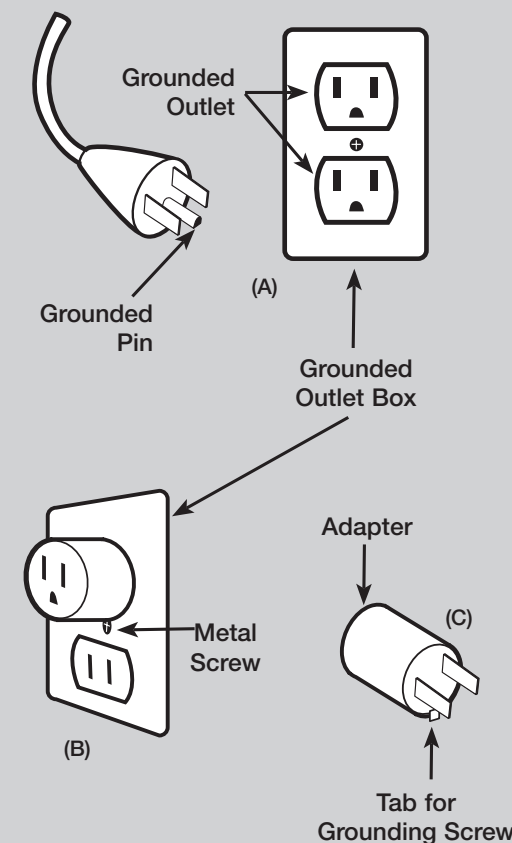 Grounded
Outlet
(A)
Grounded
Pin
Grounded
Outlet Box
Adapter
(C)
Metal
Screw
(B)
Tab for
Grounding Screw